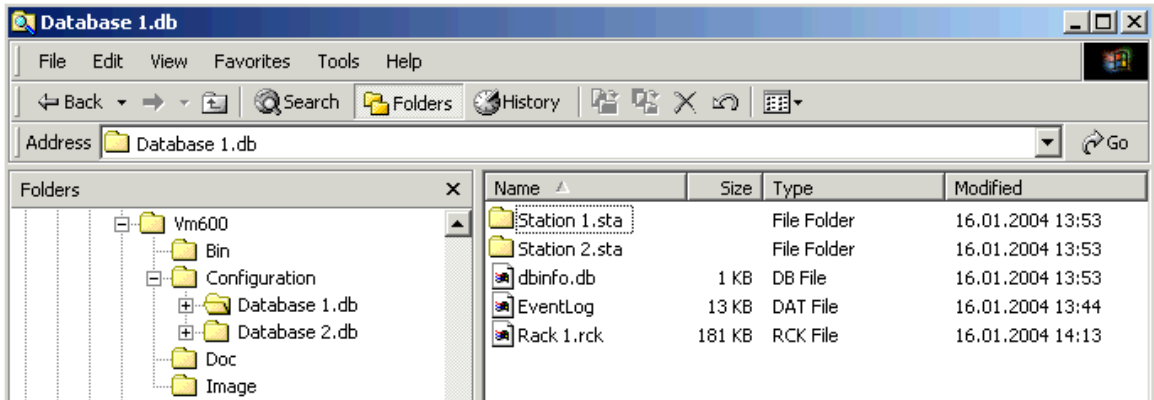 Database 1.db
File Edit View Favorites Tools Help
Back Search Folders History
Address Database 1.db Go
Folders
Vm600
Bin
Configuration
Database 1.db
Database 2.db
Doc
Image
Name Size Type Modified
Station 1.sta File Folder 16.01.2004 13:53
Station 2.sta File Folder 16.01.2004 13:53
dbinfo.db 1 KB DB File 16.01.2004 13:53
EventLog 13 KB DAT File 16.01.2004 13:44
Rack 1.rck 181 KB RCK File 16.01.2004 14:13